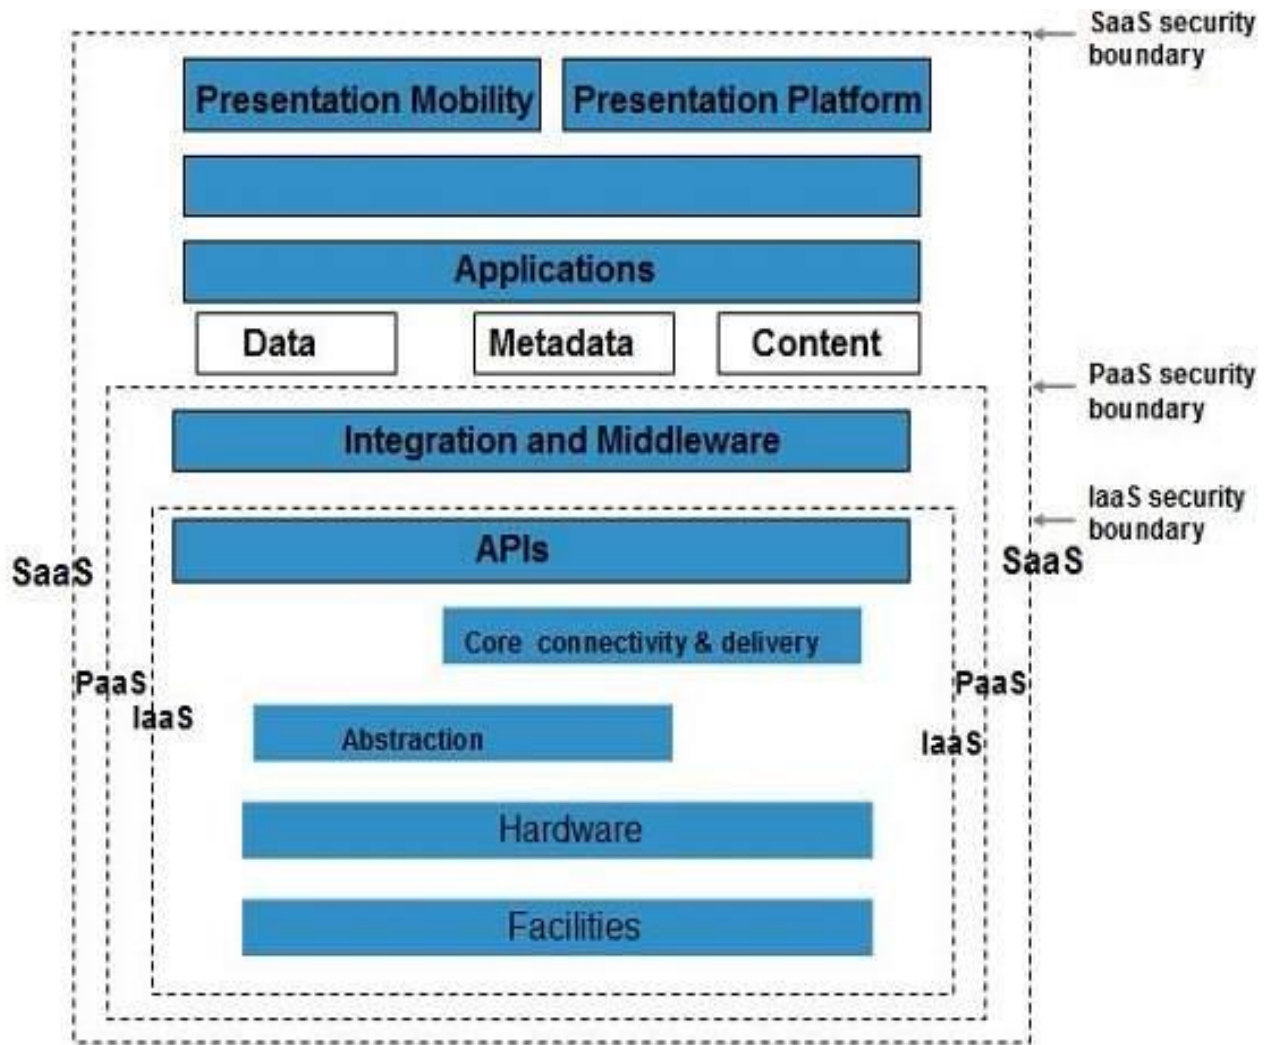 SaaS security
boundary
Presentation Mobility
Presentation Platform
Applications
Data
Metadata
Content
PaaS security
boundary
Integration and Middleware
IaaS security
boundary
APIs
SaaS
SaaS
Core connectivity & delivery
PaaS
PaaS
IaaS
Abstraction
IaaS
Hardware
Facilities